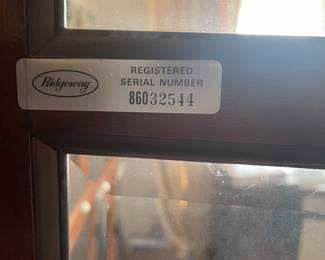 Ridgeway
REGISTERED
SERIAL NUMBER
86032544